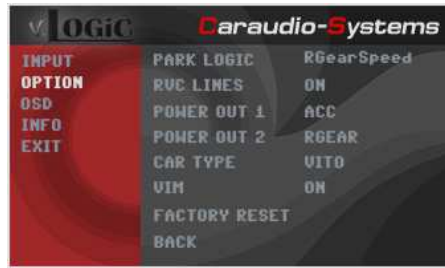 v.LOGiC Caraudio-Systems
INPUT PARK LOGIC RGearSpeed
OPTION RVC LINES ON
OSD POWER OUT 1 ACC
INFO POWER OUT 2 RGEAR
EXIT CAR TYPE VITO
VIM ON
FACTORY RESET
BACK